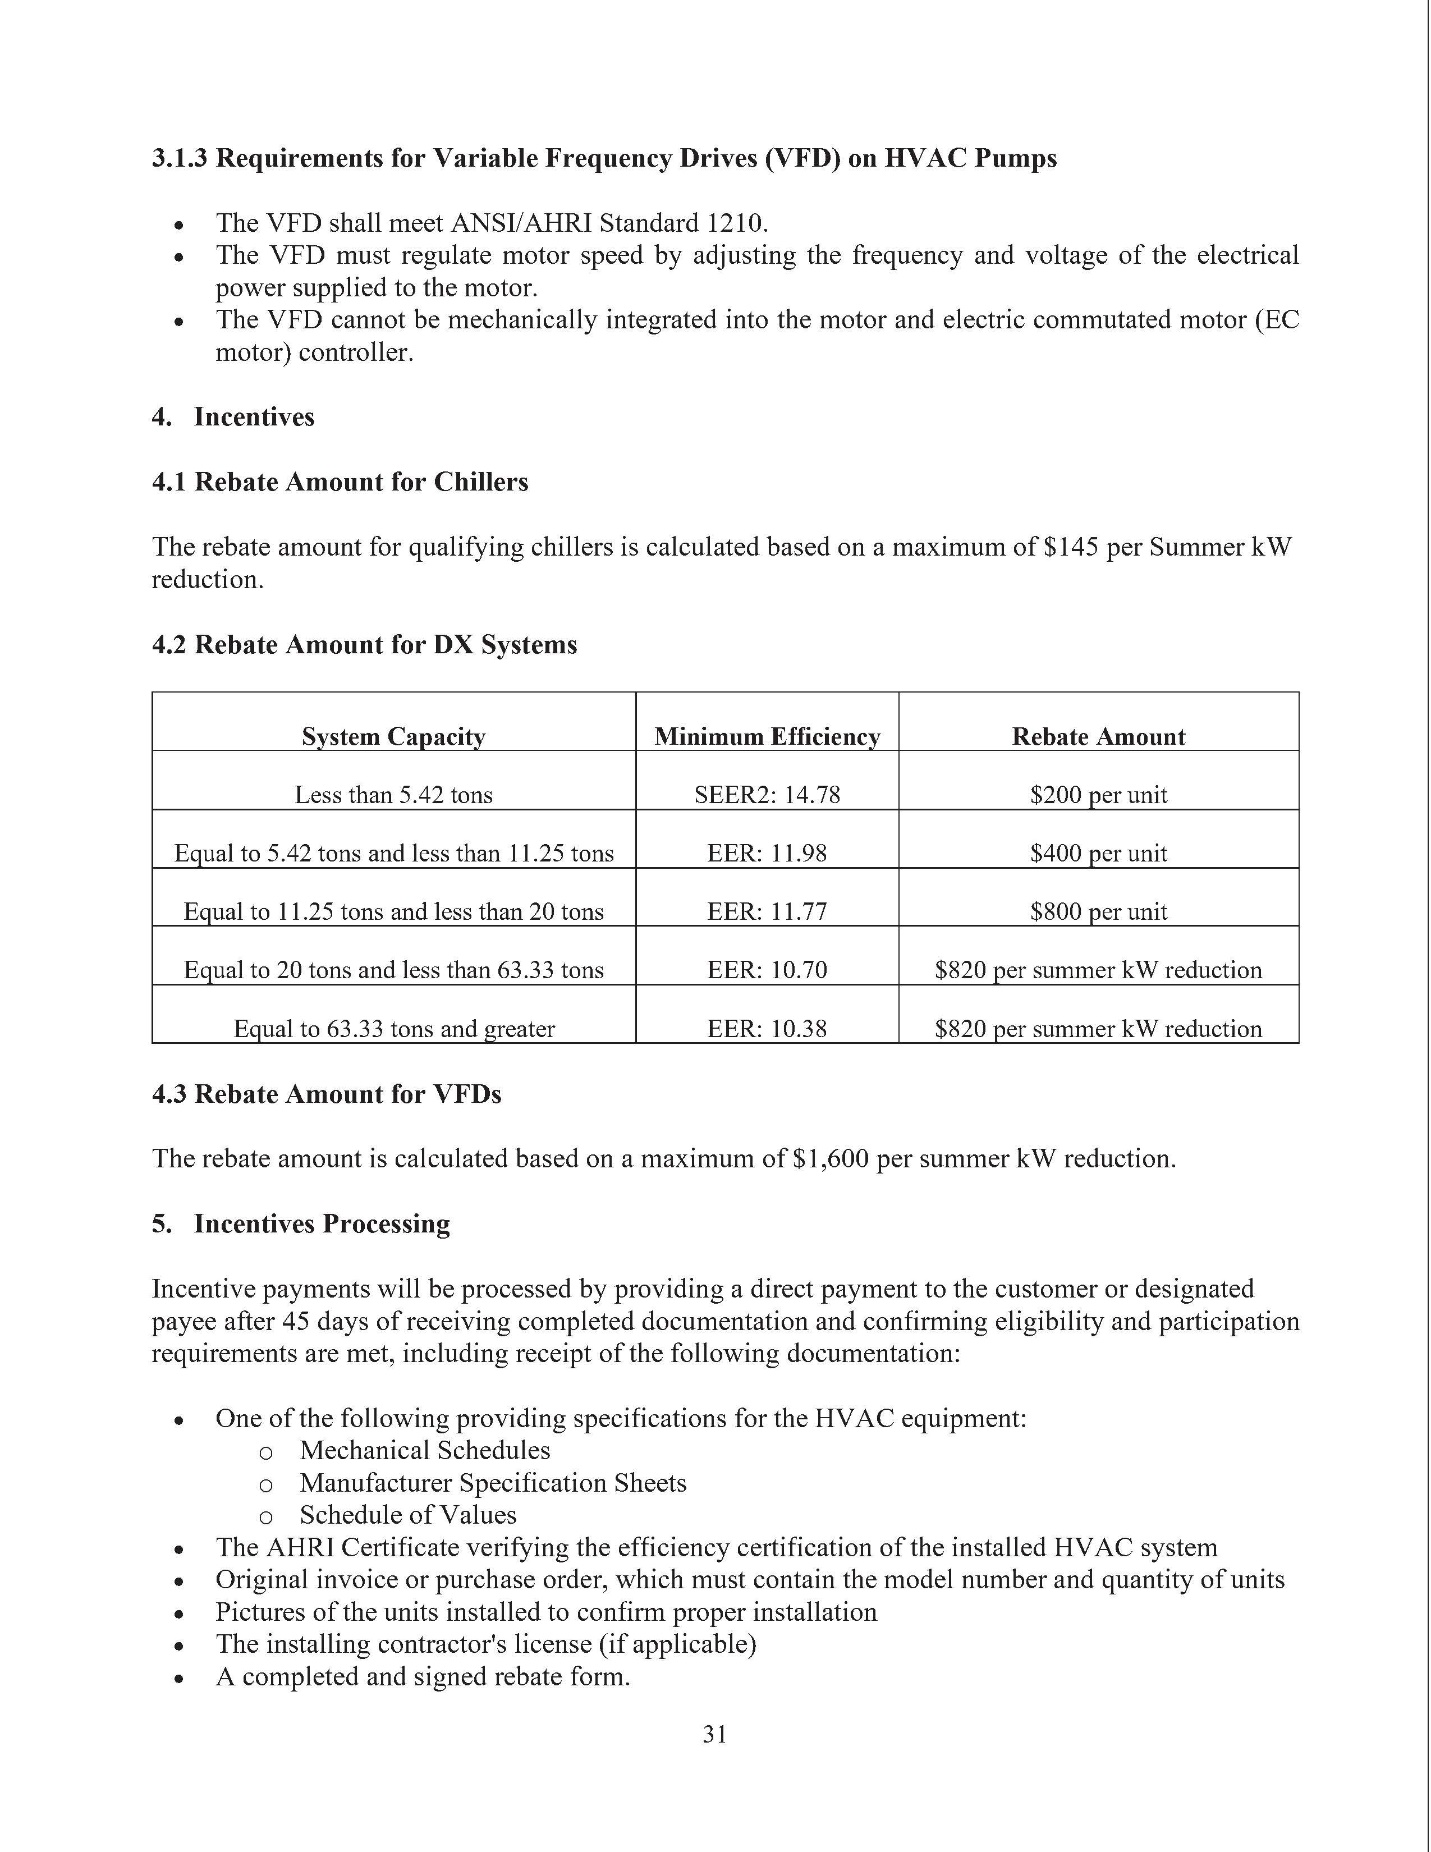 3.1.3 Requirements for Variable Frequency Drives (VFD) on HVAC Pumps
• The VFD shall meet ANSI/AHRI Standard 1210.
• The VFD must regulate motor speed by adjusting the frequency and voltage of the electrical
power supplied to the motor.
• The VFD cannot be mechanically integrated into the motor and electric commutated motor (EC
motor) controller.
4. Incentives
4.1 Rebate Amount for Chillers
The rebate amount for qualifying chillers is calculated based on a maximum of $145 per Summer kW
reduction.
4.2 Rebate Amount for DX Systems
System Capacity Minimum Efficiency Rebate Amount
Less than 5.42 tons SEER2: 14.78 $200 per unit
Equal to 5.42 tons and less than 11.25 tons EER: 11.98 $400 per unit
Equal to 11.25 tons and less than 20 tons EER: 11.77 $800 per unit
Equal to 20 tons and less than 63.33 tons EER: 10.70 $820 per summer kW reduction
Equal to 63.33 tons and greater EER: 10.38 $820 per summer kW reduction
4.3 Rebate Amount for VFDs
The rebate amount is calculated based on a maximum of $1,600 per summer kW reduction.
5. Incentives Processing
Incentive payments will be processed by providing a direct payment to the customer or designated
payee after 45 days of receiving completed documentation and confirming eligibility and participation
requirements are met, including receipt of the following documentation:
• One of the following providing specifications for the HVAC equipment:
o Mechanical Schedules
o Manufacturer Specification Sheets
o Schedule of Values
• The AHRI Certificate verifying the efficiency certification of the installed HVAC system
• Original invoice or purchase order, which must contain the model number and quantity of units
• Pictures of the units installed to confirm proper installation
• The installing contractor's license (if applicable)
• A completed and signed rebate form.
31